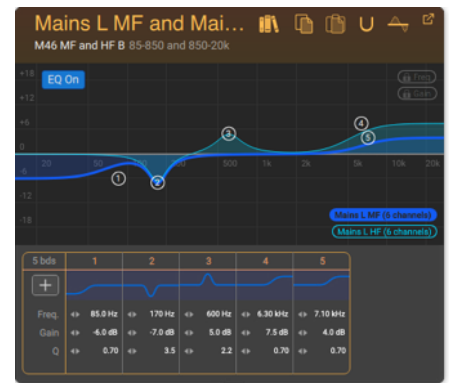 Mains L MF and Mai...
M46 MF and HF B 85-850 and 850-20k
+18
EQ On
Freq
Gain
+12
+6
4
3
5
0
20 50 500 1k 2k 5k 10k 20k
-6
1
2
-12
Mains L MF (6 channels)
-18
Mains L HF (6 channels)
5 bds 1 2 3 4 5
+
Freq. 85.0 Hz 170 Hz 600 Hz 6.30 kHz 7.10 kHz
Gain -6.0 dB -7.0 dB 5.0 dB 7.5 dB 4.0 dB
Q 0.70 3.5 2.2 0.70 0.70